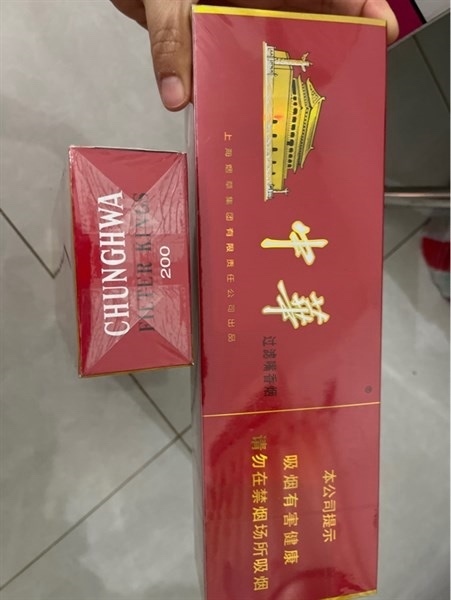 CHUNGHWA
FILTER KINGS
200
中華
过滤嘴香烟
上海烟草集团有限责任公司出品
®
本公司提示
吸烟有害健康
请勿在禁烟场所吸烟